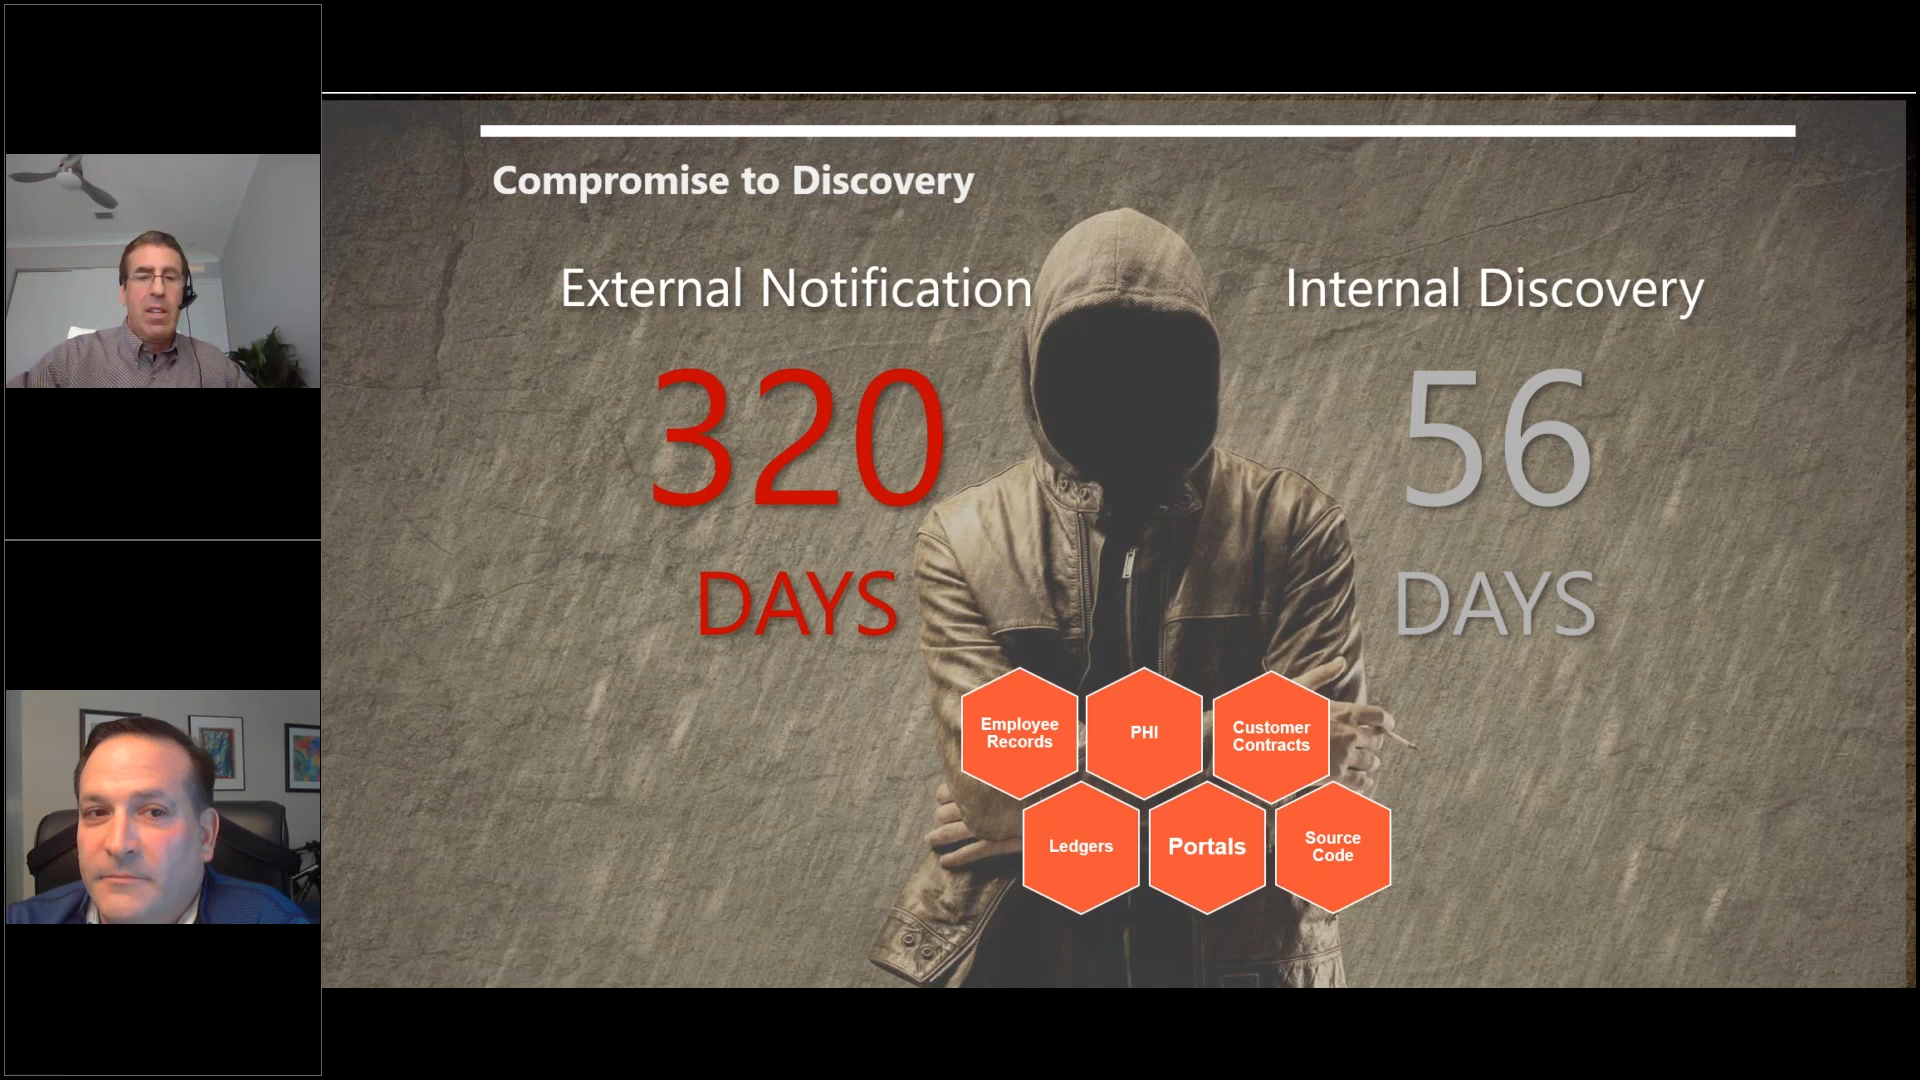 Compromise to Discovery
External Notification
320
DAYS
Internal Discovery
56
DAYS
Employee
Records
PHI
Customer
Contracts
Ledgers
Portals
Source
Code